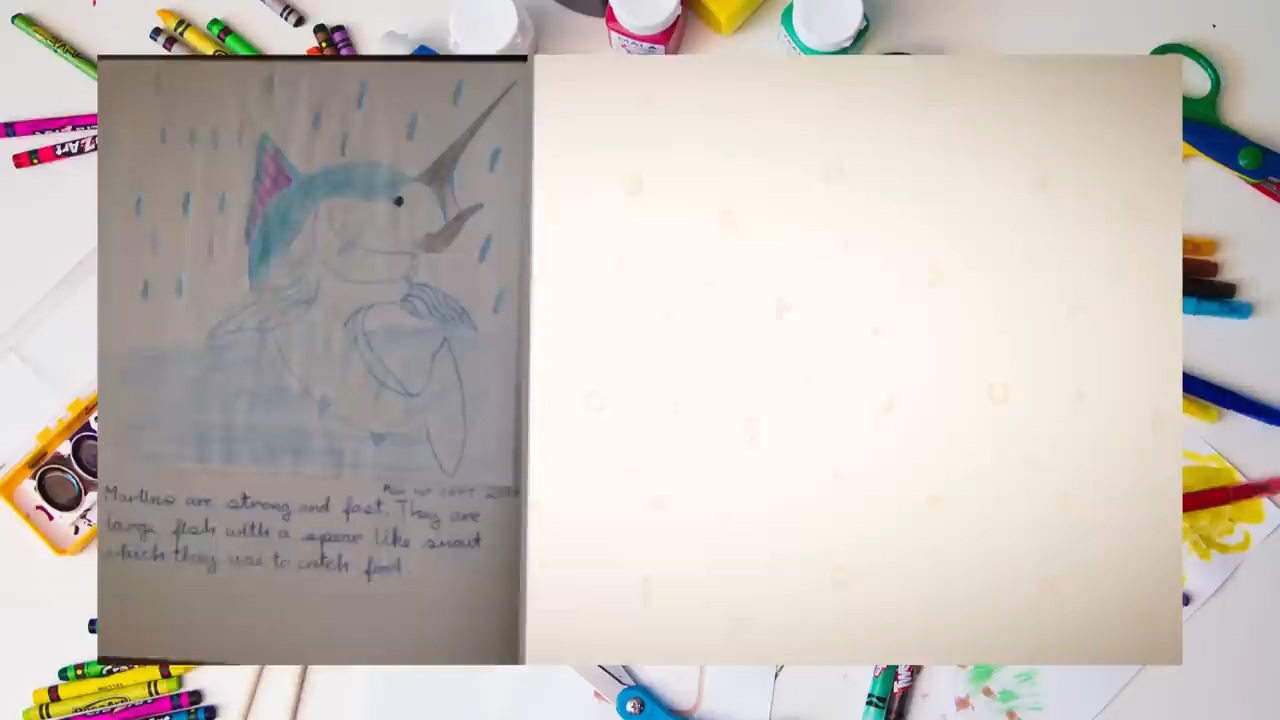 Marlins are strong and fast. They are
large fish with a spear like snout
which they use to catch food.